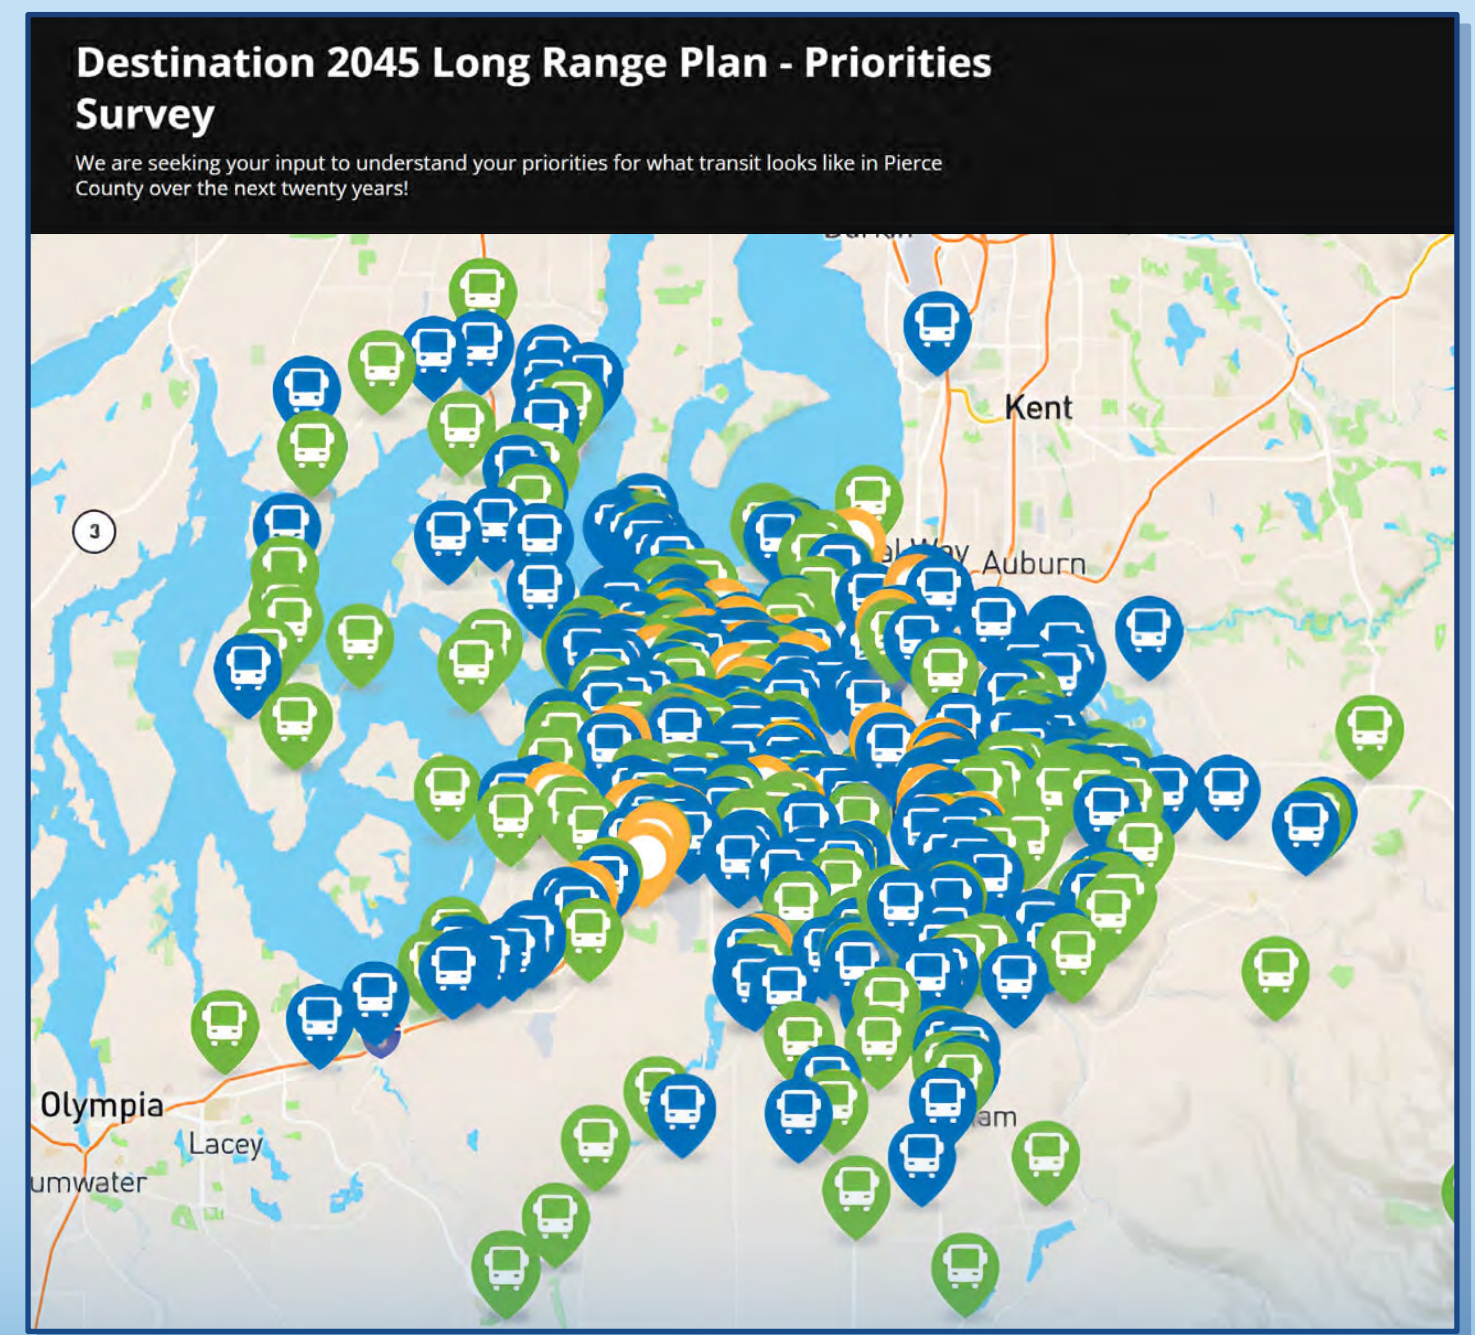 Destination 2045 Long Range Plan - Priorities
Survey
We are seeking your input to understand your priorities for what transit looks like in Pierce
County over the next twenty years!
Kent
3
Auburn
Olympia
Lacey